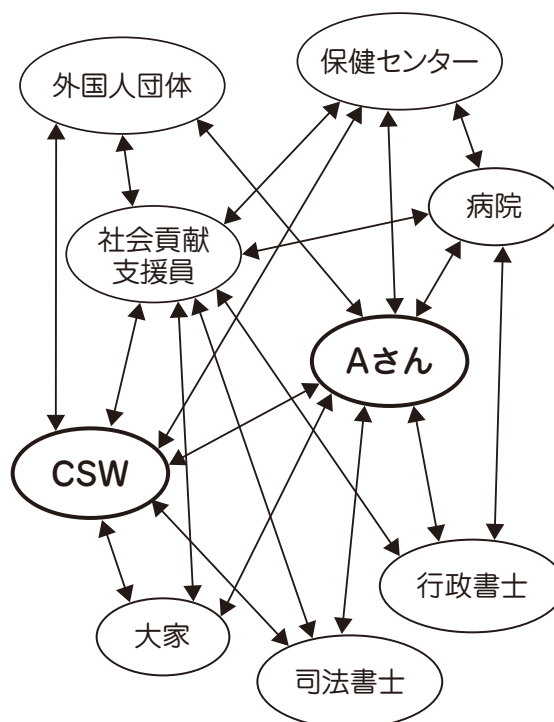 外国人団体
保健センター
病院
社会貢献
支援員
Aさん
CSW
行政書士
大家
司法書士